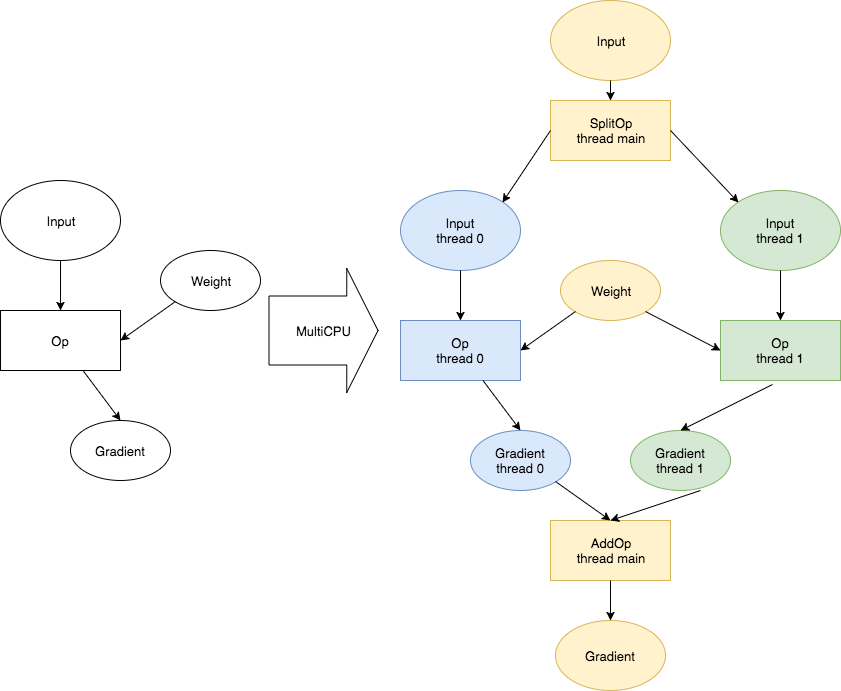 Input
Weight
Op
Gradient
MultiCPU
Input
SplitOp
thread main
Input
thread 0
Input
thread 1
Weight
Op
thread 0
Op
thread 1
Gradient
thread 0
Gradient
thread 1
AddOp
thread main
Gradient